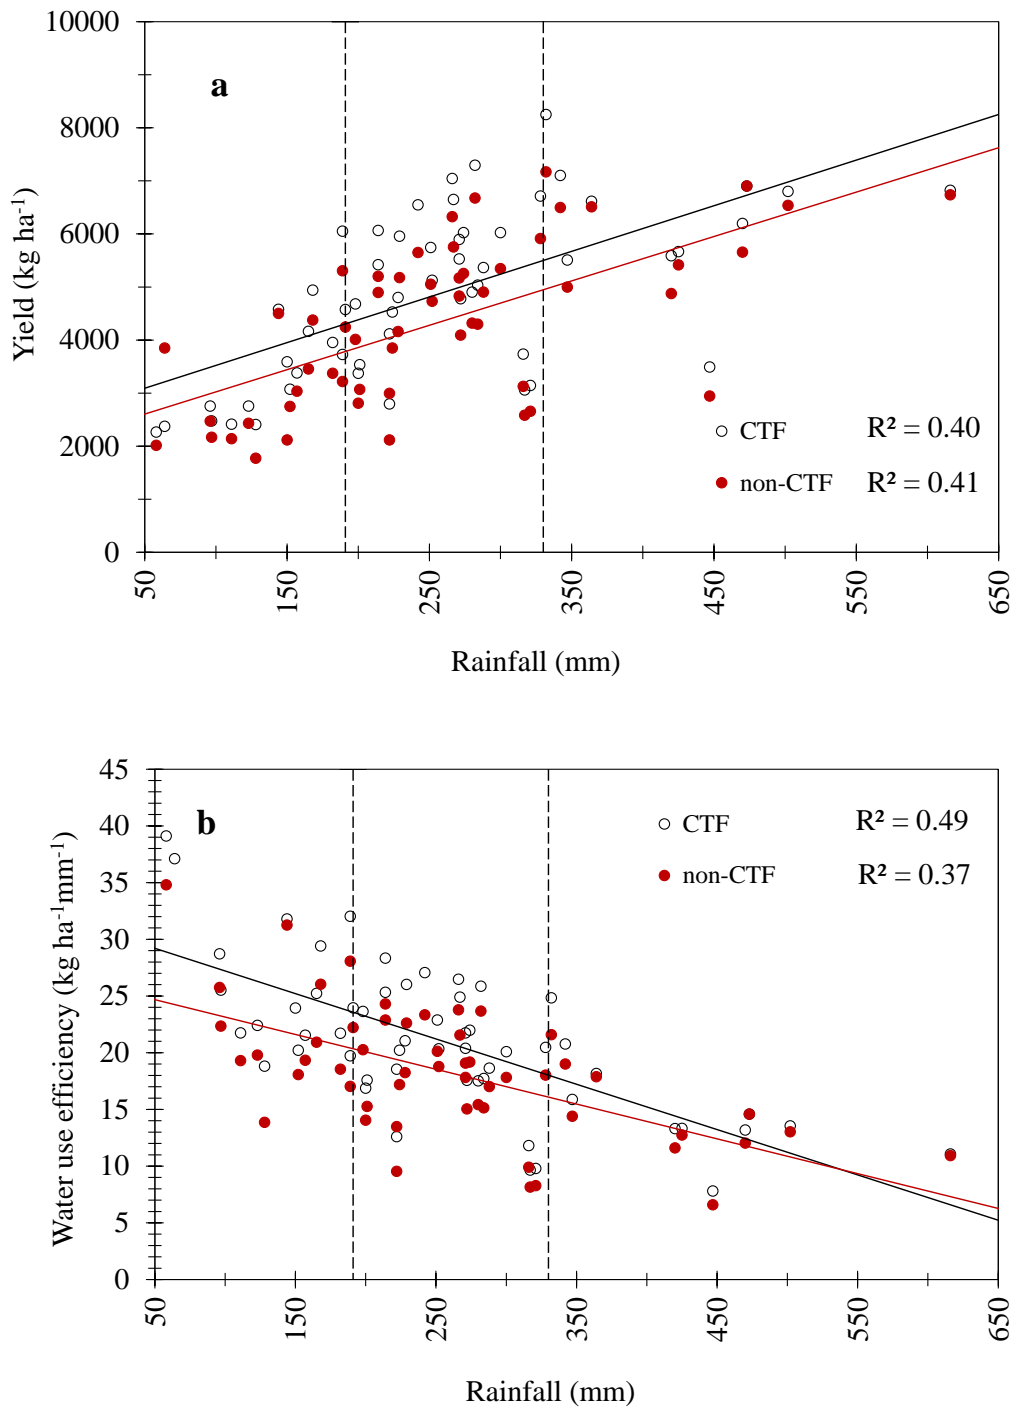 10000
8000
6000
4000
2000
0
Yield (kg ha⁻¹)
a
CTF R² = 0.40
non-CTF R² = 0.41
50 150 250 350 450 550 650
Rainfall (mm)
45
40
35
30
25
20
15
10
5
0
Water use efficiency (kg ha⁻¹mm⁻¹)
b
CTF R² = 0.49
non-CTF R² = 0.37
50 150 250 350 450 550 650
Rainfall (mm)